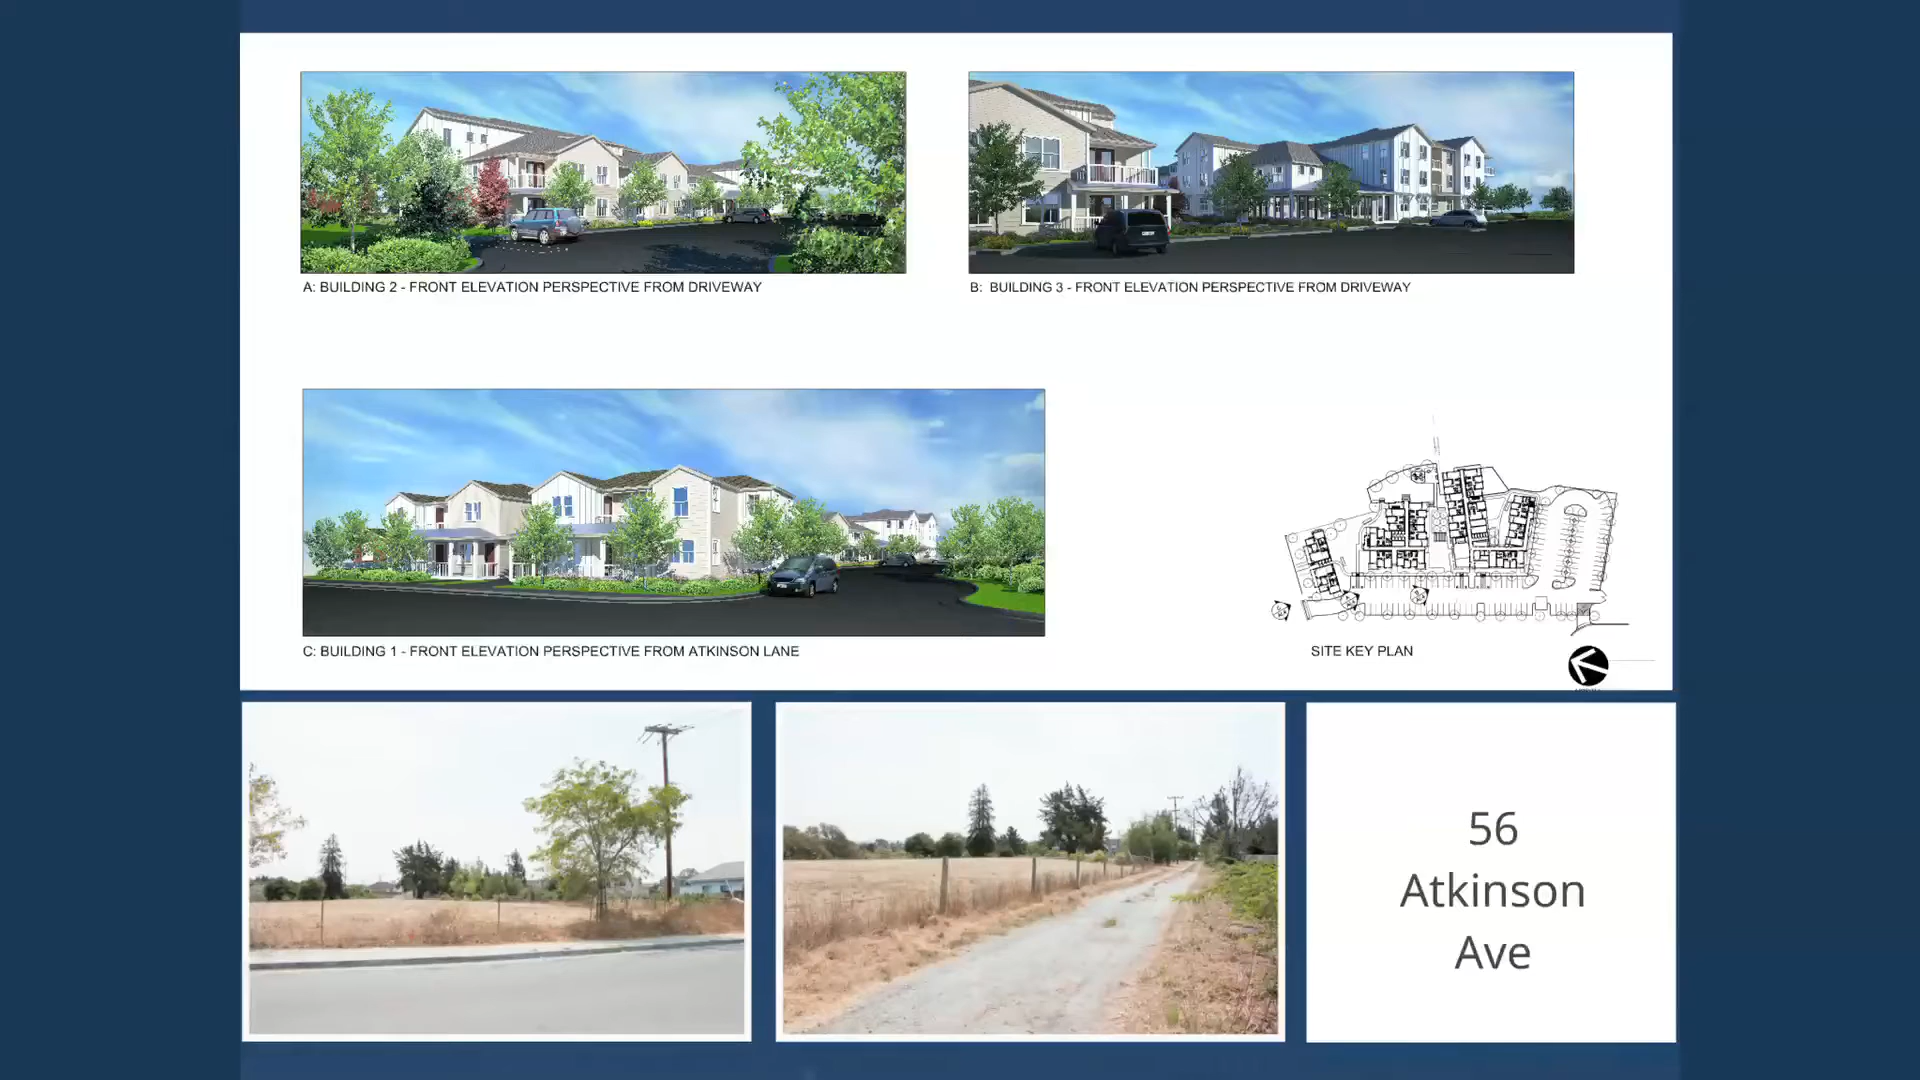 A: BUILDING 2 - FRONT ELEVATION PERSPECTIVE FROM DRIVEWAY
B: BUILDING 3 - FRONT ELEVATION PERSPECTIVE FROM DRIVEWAY
C: BUILDING 1 - FRONT ELEVATION PERSPECTIVE FROM ATKINSON LANE
SITE KEY PLAN
56
Atkinson
Ave